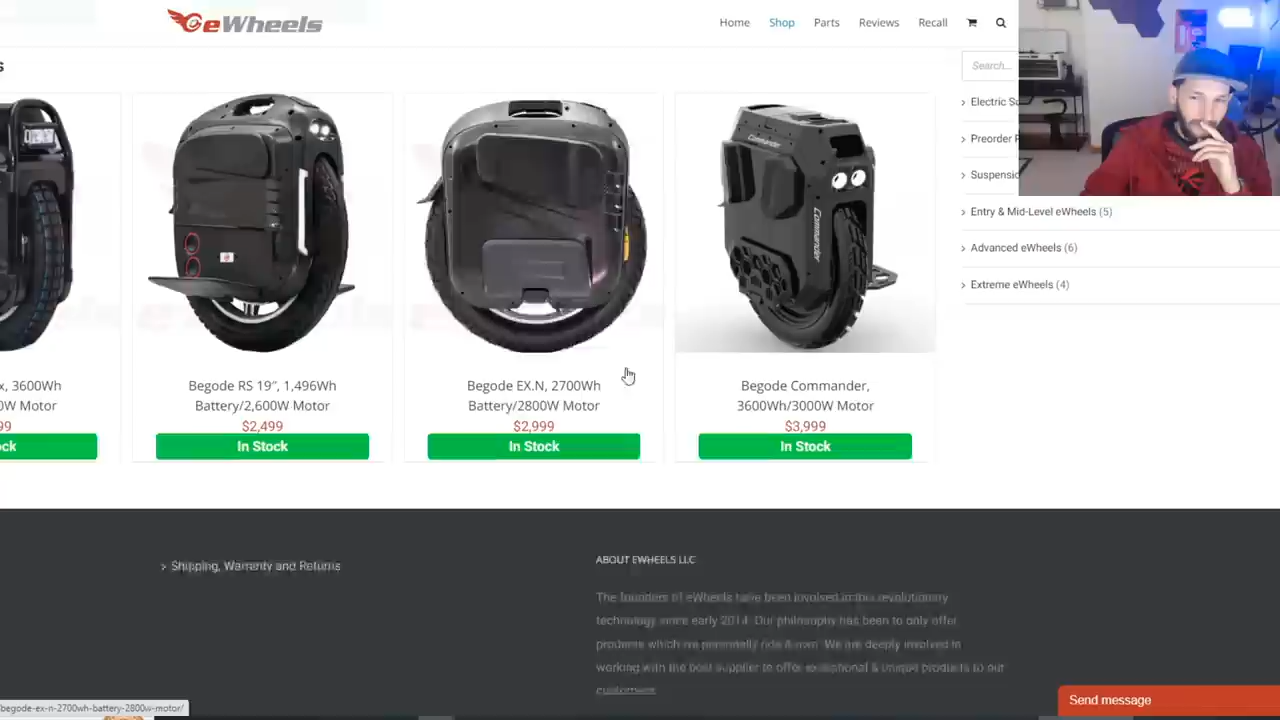 eWheels
Home
Shop
Parts
Reviews
Recall
s
Search...
Electric Su
Preorder P
Suspensio
Entry & Mid-Level eWheels (5)
Advanced eWheels (6)
Extreme eWheels (4)
Commander
Commander
x, 3600Wh
0W Motor
99
ock
Begode RS 19", 1,496Wh
Battery/2,600W Motor
$2,499
In Stock
Begode EX.N, 2700Wh
Battery/2800W Motor
$2,999
In Stock
Begode Commander,
3600Wh/3000W Motor
$3,999
In Stock
Shipping, Warranty and Returns
ABOUT EWHEELS LLC
The founders of eWheels have been involved in this revolutionary
technology since early 2014. Our philosophy has been to only offer
products which we personally ride & own. We are deeply involved in
working with the best supplier to offer exceptional & unique products to our
customers.
Send message
begode-ex-n-2700wh-battery-2800w-motor/